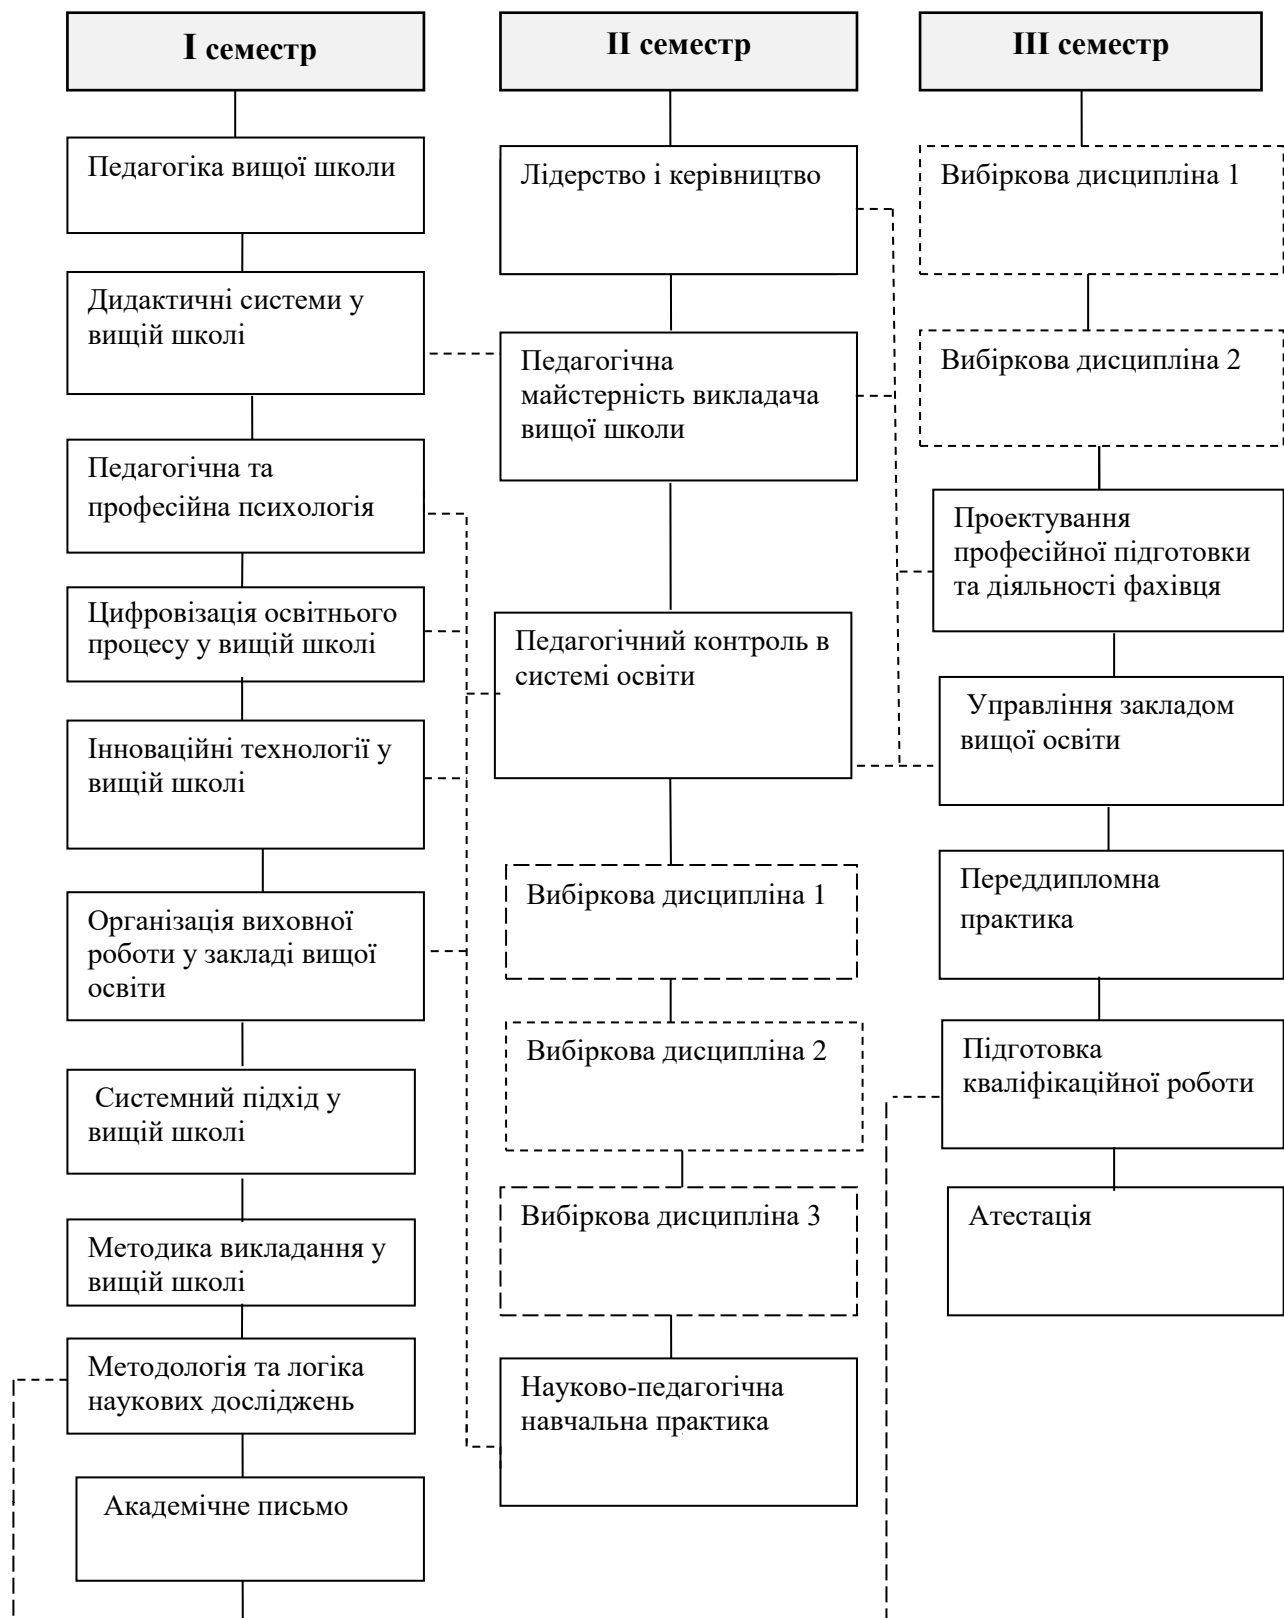 I семестр
Педагогіка вищої школи
Дидактичні системи у
вищій школі
Педагогічна та
професійна психологія
Цифровізація освітнього
процесу у вищій школі
Інноваційні технології у
вищій школі
Організація виховної
роботи у закладі вищої
освіти
Системний підхід у
вищій школі
Методика викладання у
вищій школі
Методологія та логіка
наукових досліджень
Академічне письмо
II семестр
Лідерство і керівництво
Педагогічна
майстерність викладача
вищої школи
Педагогічний контроль в
системі освіти
Вибіркова дисципліна 1
Вибіркова дисципліна 2
Вибіркова дисципліна 3
Науково-педагогічна
навчальна практика
III семестр
Вибіркова дисципліна 1
Вибіркова дисципліна 2
Проектування
професійної підготовки
та діяльності фахівця
Управління закладом
вищої освіти
Переддипломна
практика
Підготовка
кваліфікаційної роботи
Атестація